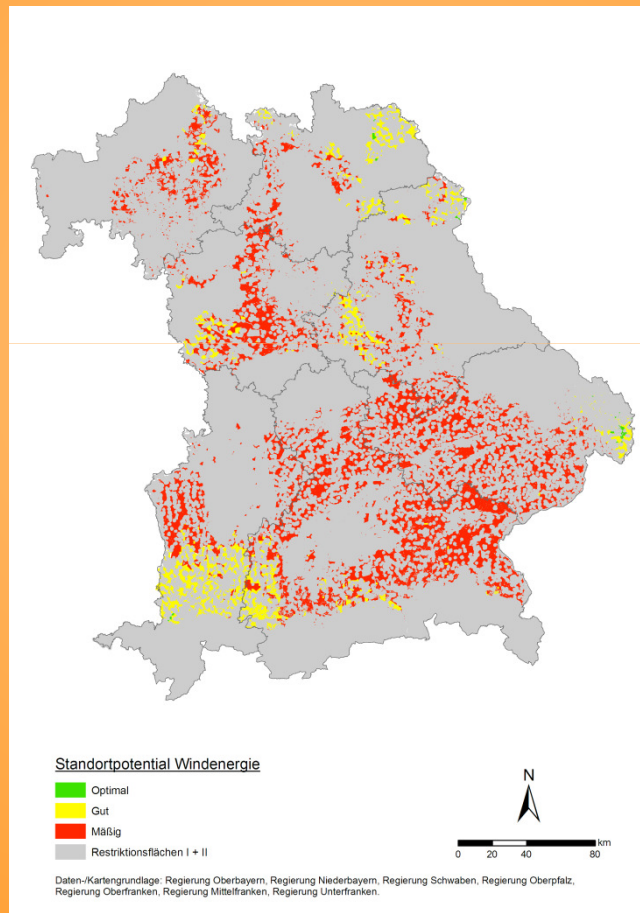 Standortpotential Windenergie
Optimal
Gut
Mäßig
Restriktionsflächen I + II
N
km
0 20 40 80
Daten-/Kartengrundlage: Regierung Oberbayern, Regierung Niederbayern, Regierung Schwaben, Regierung Oberpfalz,
Regierung Oberfranken, Regierung Mittelfranken, Regierung Unterfranken.